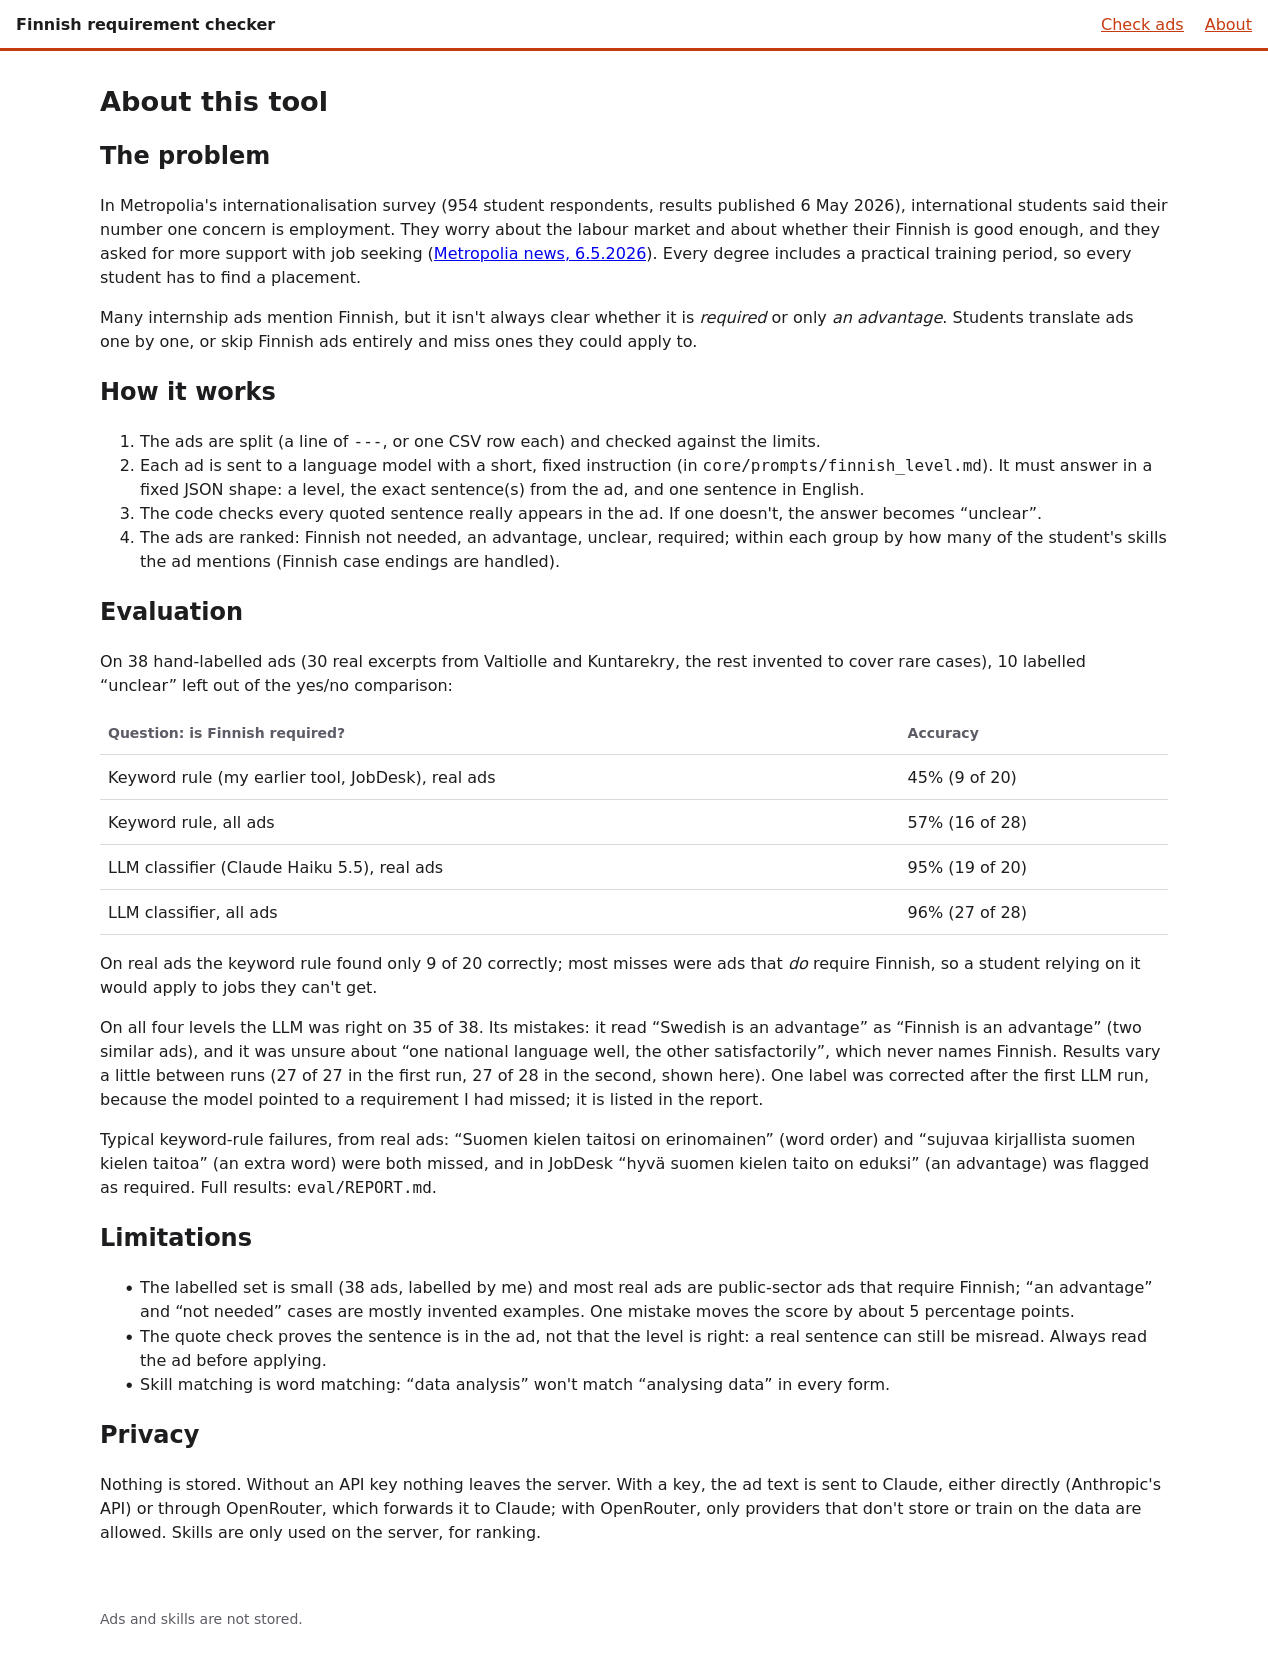 Finnish requirement checker
Check ads About
About this tool
The problem
In Metropolia's internationalisation survey (954 student respondents, results published 6 May 2026), international students said their
number one concern is employment. They worry about the labour market and about whether their Finnish is good enough, and they
asked for more support with job seeking (Metropolia news, 6.5.2026). Every degree includes a practical training period, so every
student has to find a placement.
Many internship ads mention Finnish, but it isn't always clear whether it is required or only an advantage. Students translate ads
one by one, or skip Finnish ads entirely and miss ones they could apply to.
How it works
1. The ads are split (a line of ---, or one CSV row each) and checked against the limits.
2. Each ad is sent to a language model with a short, fixed instruction (in core/prompts/finnish_level.md). It must answer in a
fixed JSON shape: a level, the exact sentence(s) from the ad, and one sentence in English.
3. The code checks every quoted sentence really appears in the ad. If one doesn't, the answer becomes “unclear”.
4. The ads are ranked: Finnish not needed, an advantage, unclear, required; within each group by how many of the student's skills
the ad mentions (Finnish case endings are handled).
Evaluation
On 38 hand-labelled ads (30 real excerpts from Valtiolle and Kuntarekry, the rest invented to cover rare cases), 10 labelled
“unclear” left out of the yes/no comparison:
Question: is Finnish required? Accuracy
Keyword rule (my earlier tool, JobDesk), real ads 45% (9 of 20)
Keyword rule, all ads 57% (16 of 28)
LLM classifier (Claude Haiku 5.5), real ads 95% (19 of 20)
LLM classifier, all ads 96% (27 of 28)
On real ads the keyword rule found only 9 of 20 correctly; most misses were ads that do require Finnish, so a student relying on it
would apply to jobs they can't get.
On all four levels the LLM was right on 35 of 38. Its mistakes: it read “Swedish is an advantage” as “Finnish is an advantage” (two
similar ads), and it was unsure about “one national language well, the other satisfactorily”, which never names Finnish. Results vary
a little between runs (27 of 27 in the first run, 27 of 28 in the second, shown here). One label was corrected after the first LLM run,
because the model pointed to a requirement I had missed; it is listed in the report.
Typical keyword-rule failures, from real ads: “Suomen kielen taitosi on erinomainen” (word order) and “sujuvaa kirjallista suomen
kielen taitoa” (an extra word) were both missed, and in JobDesk “hyvä suomen kielen taito on eduksi” (an advantage) was flagged
as required. Full results: eval/REPORT.md.
Limitations
• The labelled set is small (38 ads, labelled by me) and most real ads are public-sector ads that require Finnish; “an advantage”
and “not needed” cases are mostly invented examples. One mistake moves the score by about 5 percentage points.
• The quote check proves the sentence is in the ad, not that the level is right: a real sentence can still be misread. Always read
the ad before applying.
• Skill matching is word matching: “data analysis” won't match “analysing data” in every form.
Privacy
Nothing is stored. Without an API key nothing leaves the server. With a key, the ad text is sent to Claude, either directly (Anthropic's
API) or through OpenRouter, which forwards it to Claude; with OpenRouter, only providers that don't store or train on the data are
allowed. Skills are only used on the server, for ranking.
Ads and skills are not stored.